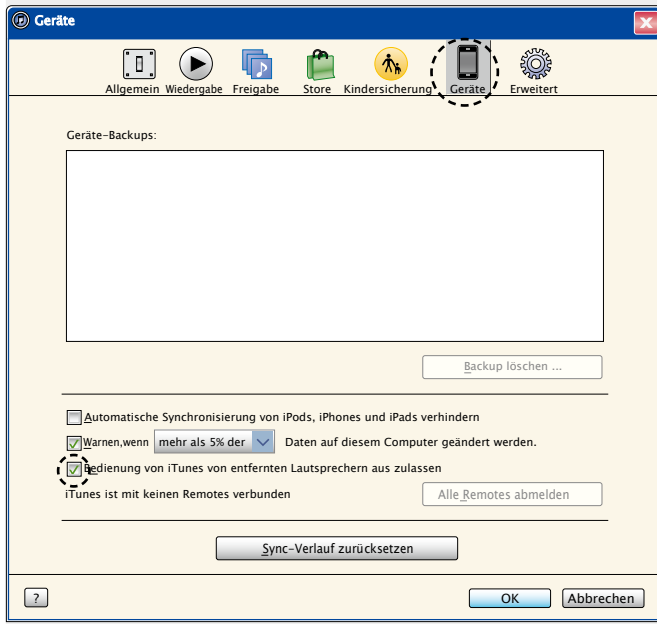 Geräte
Allgemein Wiedergabe Freigabe Store Kindersicherung Geräte Erweitert
Geräte-Backups:
Backup löschen ...
Automatische Synchronisierung von iPods, iPhones und iPads verhindern
Warnen,wenn mehr als 5% der Daten auf diesem Computer geändert werden.
Bedienung von iTunes von entfernten Lautsprechern aus zulassen
iTunes ist mit keinen Remotes verbunden Alle Remotes abmelden
Sync-Verlauf zurücksetzen
? OK Abbrechen